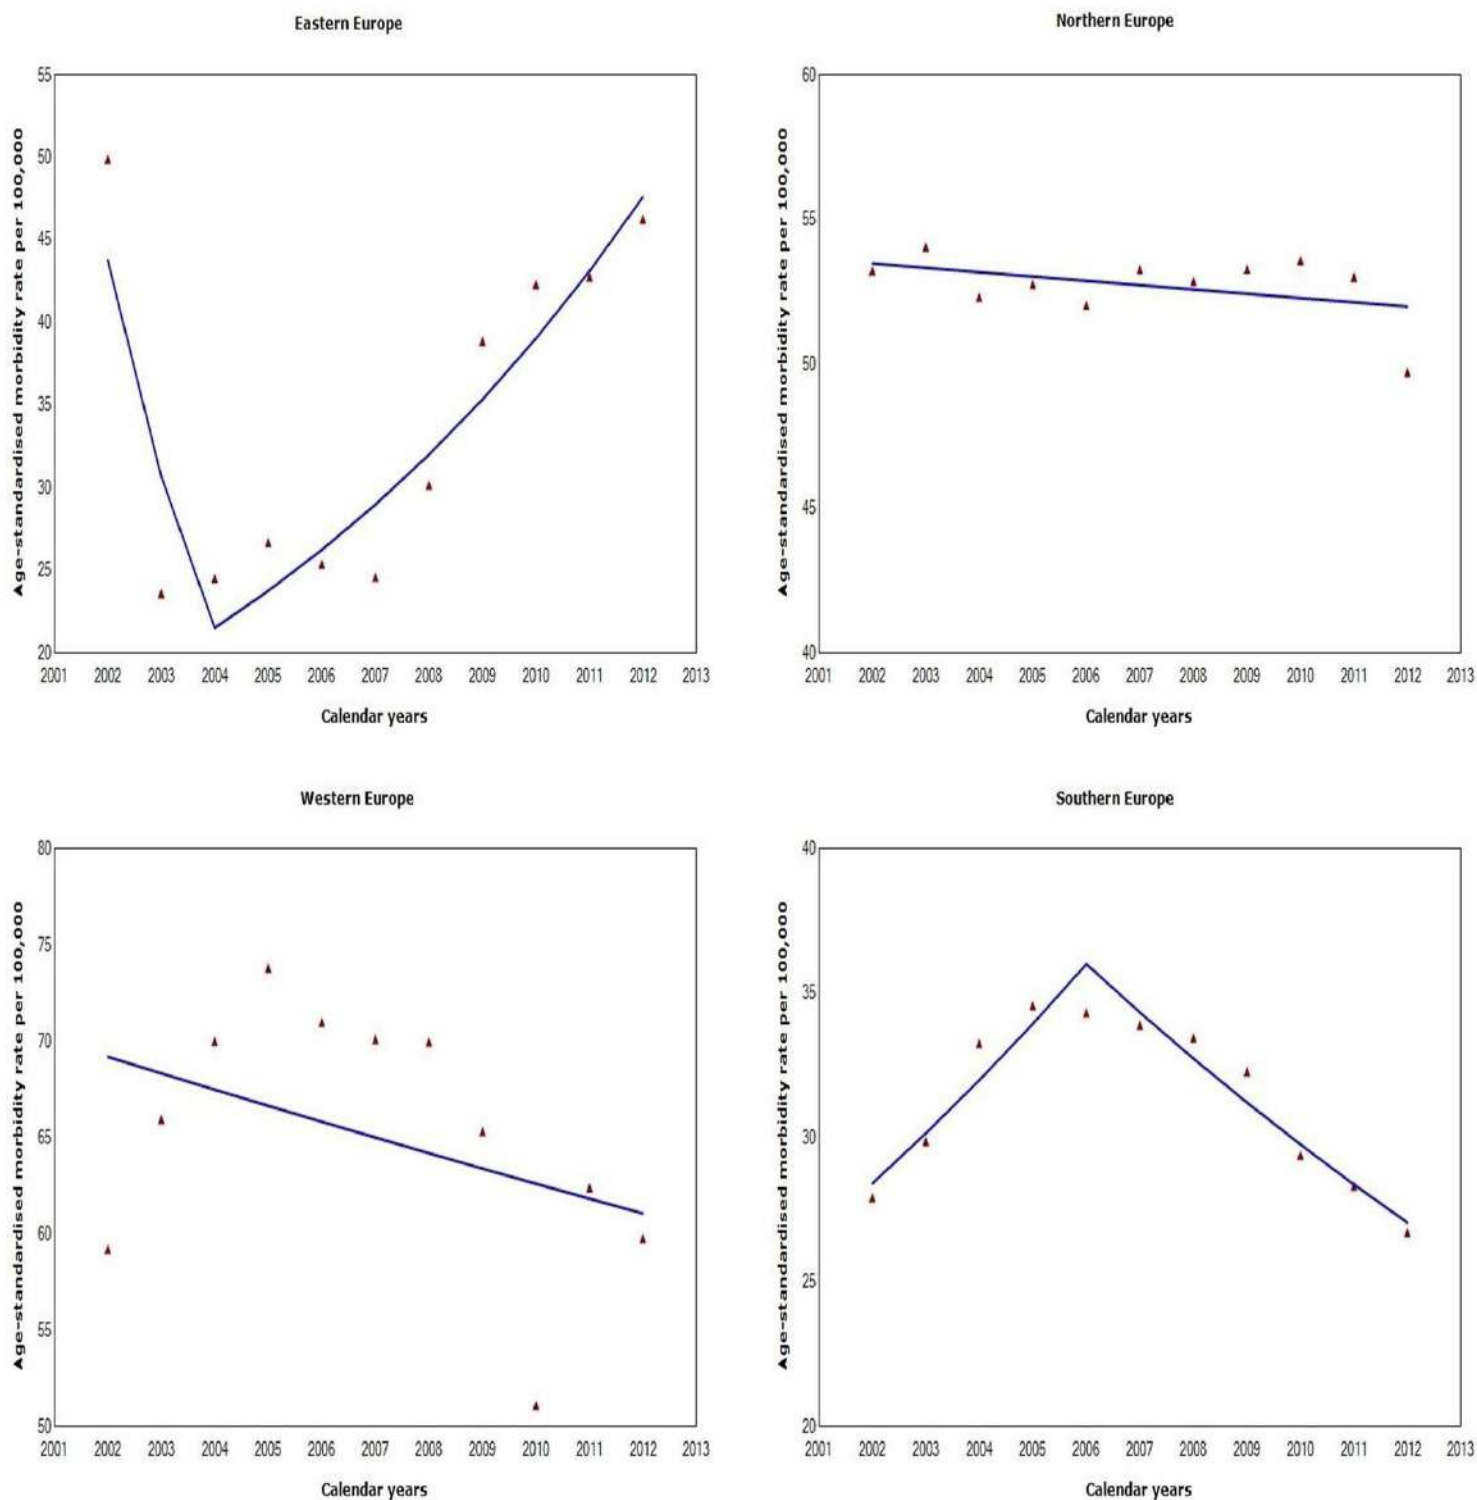 Eastern Europe
Age-standardised morbidity rate per 100,000
55
50
45
40
35
30
25
20
2001 2002 2003 2004 2005 2006 2007 2008 2009 2010 2011 2012 2013
Calendar years
Northern Europe
Age-standardised morbidity rate per 100,000
60
55
50
45
40
2001 2002 2003 2004 2005 2006 2007 2008 2009 2010 2011 2012 2013
Calendar years
Western Europe
Age-standardised morbidity rate per 100,000
80
75
70
65
60
55
50
2001 2002 2003 2004 2005 2006 2007 2008 2009 2010 2011 2012 2013
Calendar years
Southern Europe
Age-standardised morbidity rate per 100,000
40
35
30
25
20
2001 2002 2003 2004 2005 2006 2007 2008 2009 2010 2011 2012 2013
Calendar years